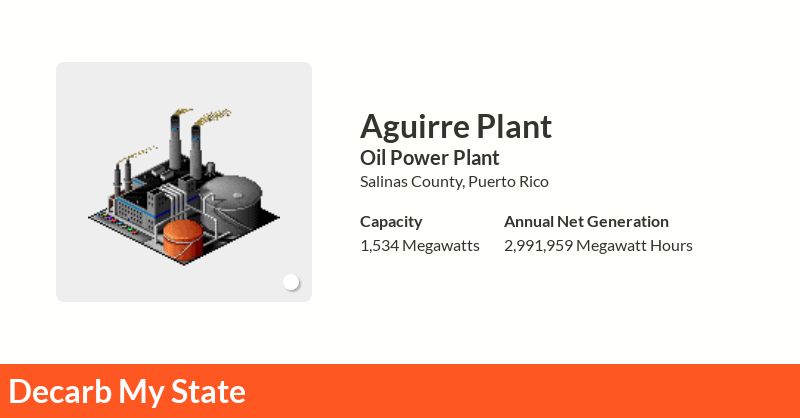 Aguirre Plant
Oil Power Plant
Salinas County, Puerto Rico
Capacity
Annual Net Generation
1,534 Megawatts
2,991,959 Megawatt Hours
Decarb My State